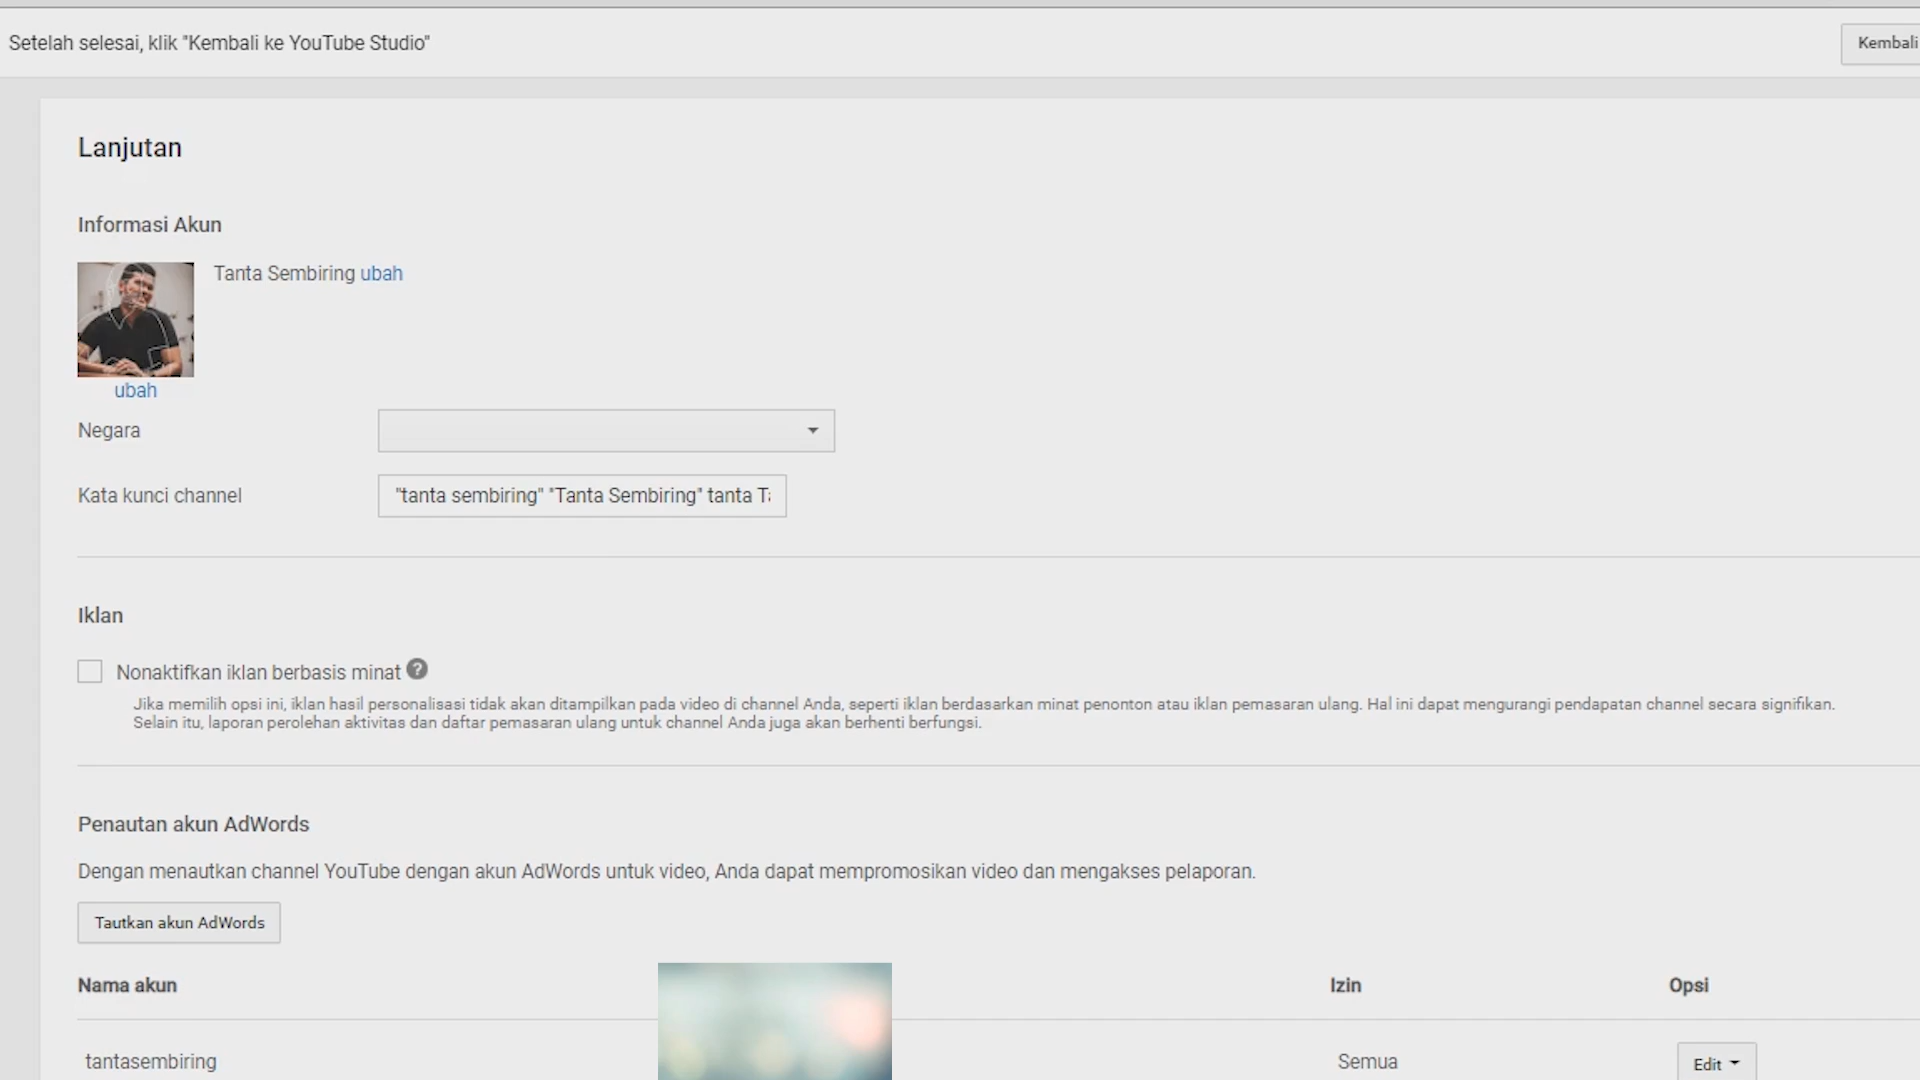 Setelah selesai, klik "Kembali ke YouTube Studio"
Kembali
Lanjutan
Informasi Akun
Tanta Sembiring ubah
ubah
Negara
Kata kunci channel
"tanta sembiring" "Tanta Sembiring" tanta
Iklan
Nonaktifkan iklan berbasis minat
Jika memilih opsi ini, iklan hasil personalisasi tidak akan ditampilkan pada video di channel Anda, seperti iklan berdasarkan minat penonton atau iklan pemasaran ulang. Hal ini dapat mengurangi pendapatan channel secara signifikan.
Selain itu, laporan perolehan aktivitas dan daftar pemasaran ulang untuk channel Anda juga akan berhenti berfungsi.
Penautan akun AdWords
Dengan menautkan channel YouTube dengan akun AdWords untuk video, Anda dapat mempromosikan video dan mengakses pelaporan.
Tautkan akun AdWords
Nama akun
Izin
Opsi
tantasembiring
Semua
Edit